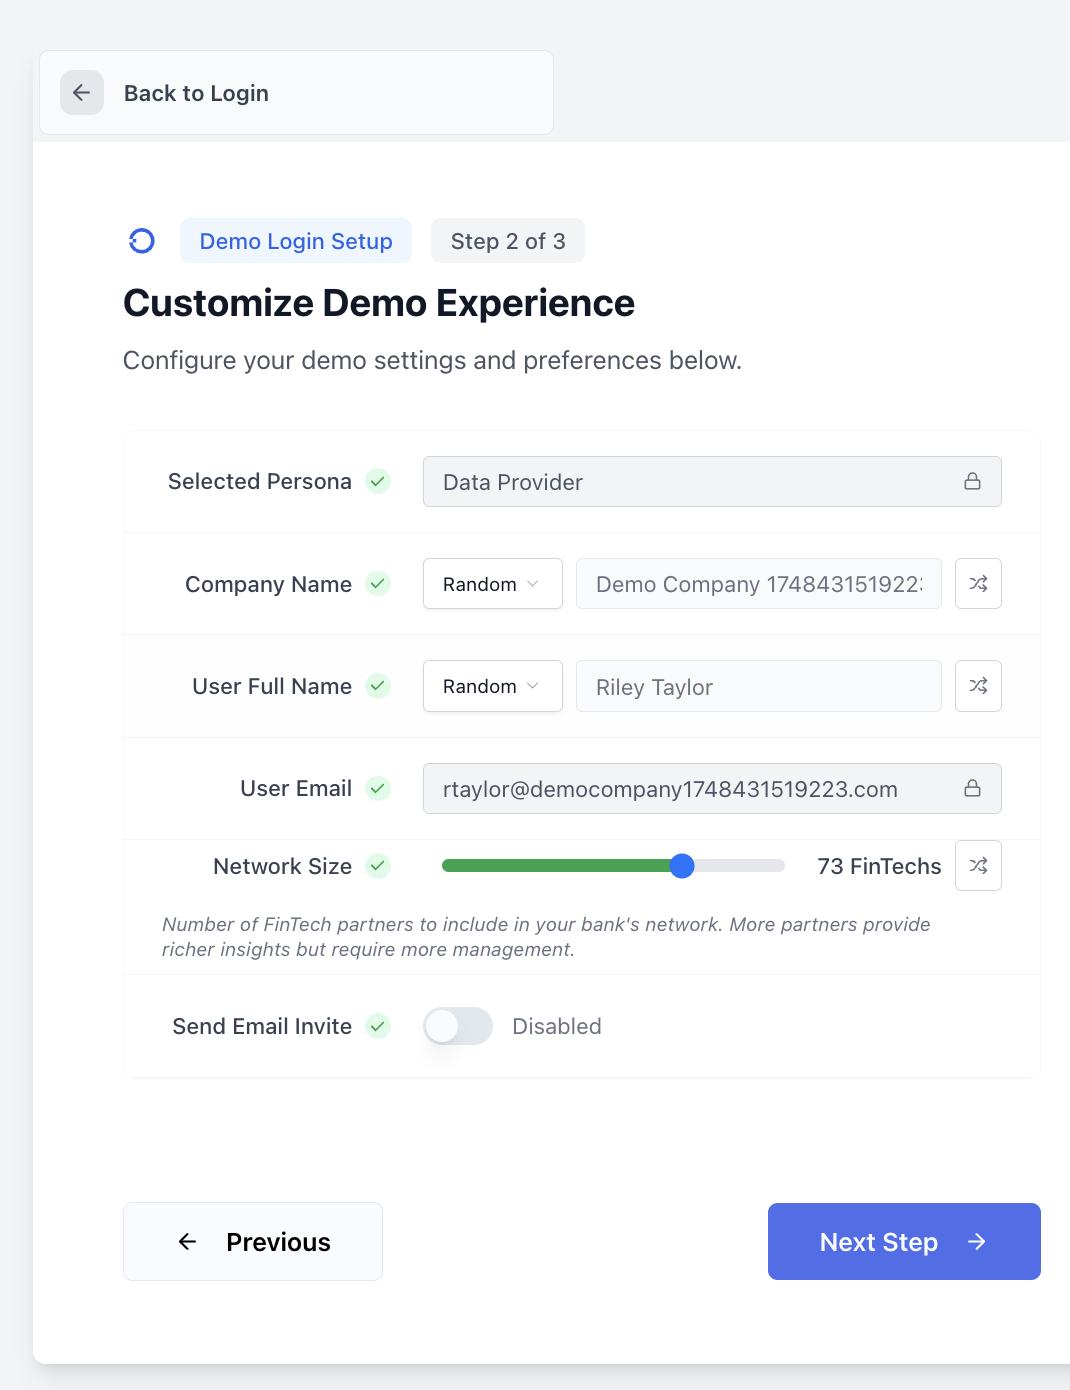 Back to Login
Demo Login Setup Step 2 of 3
Customize Demo Experience
Configure your demo settings and preferences below.
Selected Persona Data Provider
Company Name Random Demo Company 174843151922
User Full Name Random Riley Taylor
User Email rtaylor@democompany1748431519223.com
Network Size 73 FinTechs
Number of FinTech partners to include in your bank's network. More partners provide
richer insights but require more management.
Send Email Invite Disabled
Previous Next Step